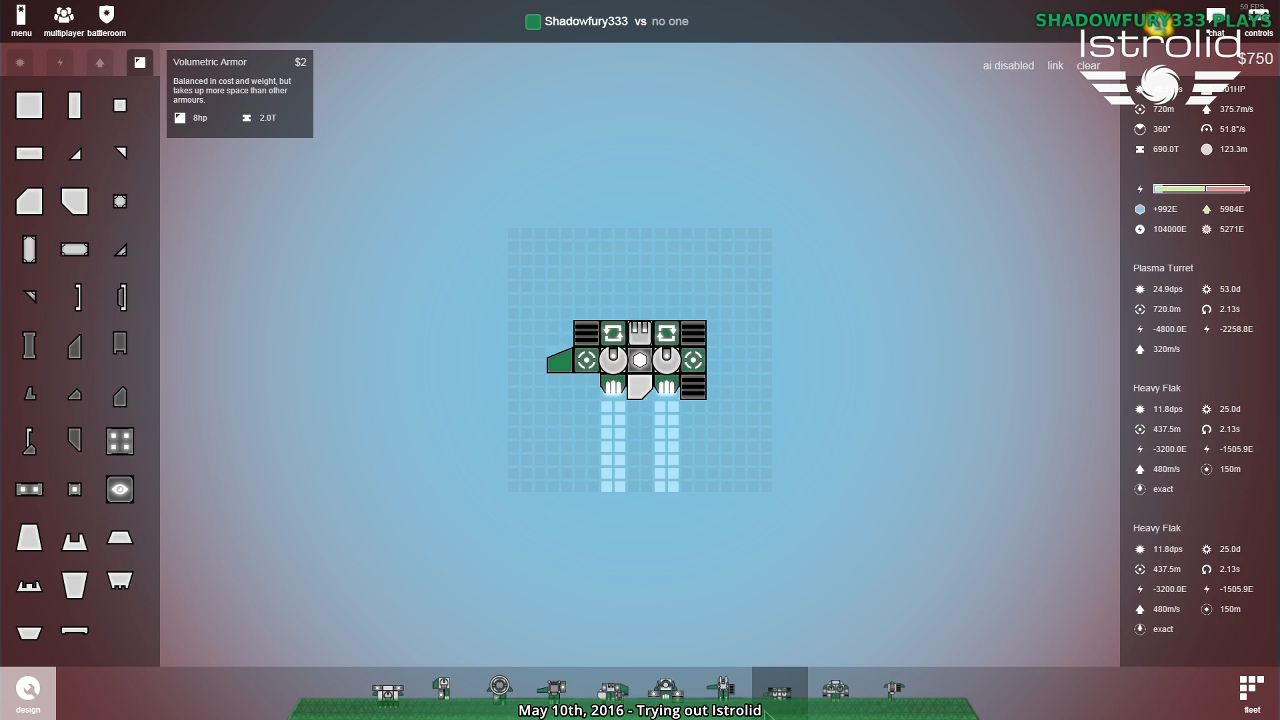 59 FPS
SHADOWFURY333 PLAYS
Istrolid
menu
multiplayer
battleroom
Shadowfury333 vs no one
chat
controls
ai disabled
link
clear
$750
Volumetric Armor $2
Balanced in cost and weight, but
takes up more space than other
armours.
8hp 2.0T
720m 375.7m/s
360° 51.8°/s
690.0T 123.3m
+992E 5984E
104000E 5271E
Plasma Turret
24.9dps 53.0d
720.0m 2.13s
-4800.0E -2258.8E
320m/s
Heavy Flak
11.8dps 25.0d
437.5m 2.13s
-3200.0E -1505.9E
480m/s 150m
exact
Heavy Flak
11.8dps 25.0d
437.5m 2.13s
-3200.0E -1505.9E
480m/s 150m
exact
design
fleet
May 10th, 2016 - Trying out Istrolid